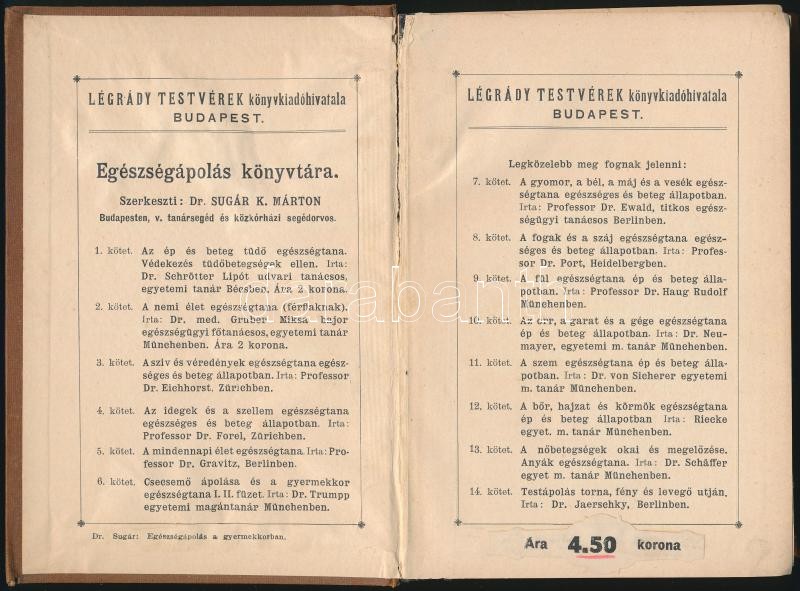 LÉGRÁDY TESTVÉREK könyvkiadóhivatala
BUDAPEST.
Egészségápolás könyvtára.
Szerkeszti: Dr. SUGÁR K. MÁRTON
Budapesten, v. tanársegéd és közkórházi segédorvos.
1. kötet. Az ép és beteg tüdő egészségtana.
Védekezés tüdőbetegségek ellen. Irta:
Dr. Schrötter Lipót udvari tanácsos,
egyetemi tanár Bécsben. Ára 2 korona.
2. kötet. A nemi élet egészségtana (férfiaknak).
Irta: Dr. med. Gruber Miksa bajor
egészségügyi főtanácsos, egyetemi tanár
Münchenben. Ára 2 korona.
3. kötet. A sziv és véredények egészségtana egész-
séges és beteg állapotban. Irta: Professor
Dr. Eichhorst, Zürichben.
4. kötet. Az idegek és a szellem egészségtana
egészséges és beteg állapotban. Irta:
Professor Dr. Forel, Zürichben.
5. kötet. A mindennapi élet egészségtana. Irta: Pro-
fessor Dr. Gravitz, Berlinben.
6. kötet. Csecsemő ápolása és a gyermekkor
egészségtana I. II. füzet. Irta: Dr. Trumpp
egyetemi magántanár Münchenben.
Dr. Sugár: Egészségápolás a gyermekkorban.
LÉGRÁDY TESTVÉREK könyvkiadóhivatala
BUDAPEST.
Legközelebb meg fognak jelenni:
7. kötet. A gyomor, a bél, a máj és a vesék egész-
ségtana egészséges és beteg állapotban.
Irta: Professor Dr. Ewald, titkos egész-
ségügyi tanácsos Berlinben.
8. kötet. A fogak és a száj egészségtana egész-
séges és beteg állapotban. Irta: Profes-
sor Dr. Port, Heidelbergben.
9. kötet. A fül egészségtana ép és beteg álla-
potban. Irta: Professor Dr. Haug Rudolf
Münchenben.
10. kötet. Az orr, a garat és a gége egészségtana
ép és beteg állapotban. Irta: Dr. Neu-
mayer, egyetemi m. tanár Münchenben.
11. kötet. A szem egészségtana ép és beteg álla-
potban. Irta: Dr. von Sicherer egyetemi
m. tanár Münchenben.
12. kötet. A bőr, hajzat és körmök egészségtana
ép és beteg állapotban Irta: Riecke
egyet. m. tanár Münchenben.
13. kötet. A nőbetegségek okai és megelőzése.
Anyák egészségtana. Irta: Dr. Schäffer
egyet m. tanár Münchenben.
14. kötet. Testápolás torna, fény és levegő utján.
Irta: Dr. Jaerschky, Berlinben.
Ára 4.50 korona